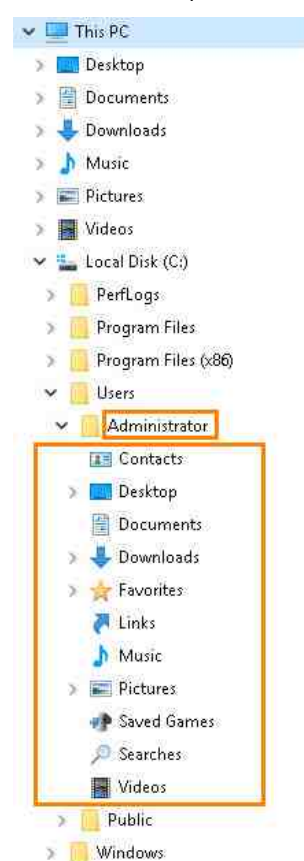 This PC
Desktop
Documents
Downloads
Music
Pictures
Videos
Local Disk (C:)
PerfLogs
Program Files
Program Files (x86)
Users
Administrator
Contacts
Desktop
Documents
Downloads
Favorites
Links
Music
Pictures
Saved Games
Searches
Videos
Public
Windows